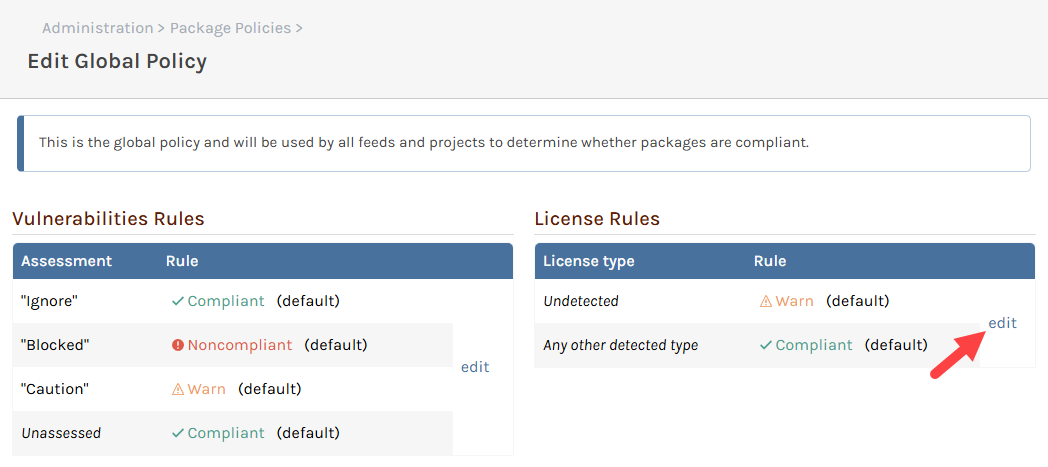 Administration > Package Policies >
Edit Global Policy
This is the global policy and will be used by all feeds and projects to determine whether packages are compliant.
Vulnerabilities Rules
Assessment Rule
"Ignore" Compliant (default)
"Blocked" Noncompliant (default)
"Caution" Warn (default)
Unassessed Compliant (default)
edit
License Rules
License type Rule
Undetected Warn (default)
Any other detected type Compliant (default)
edit